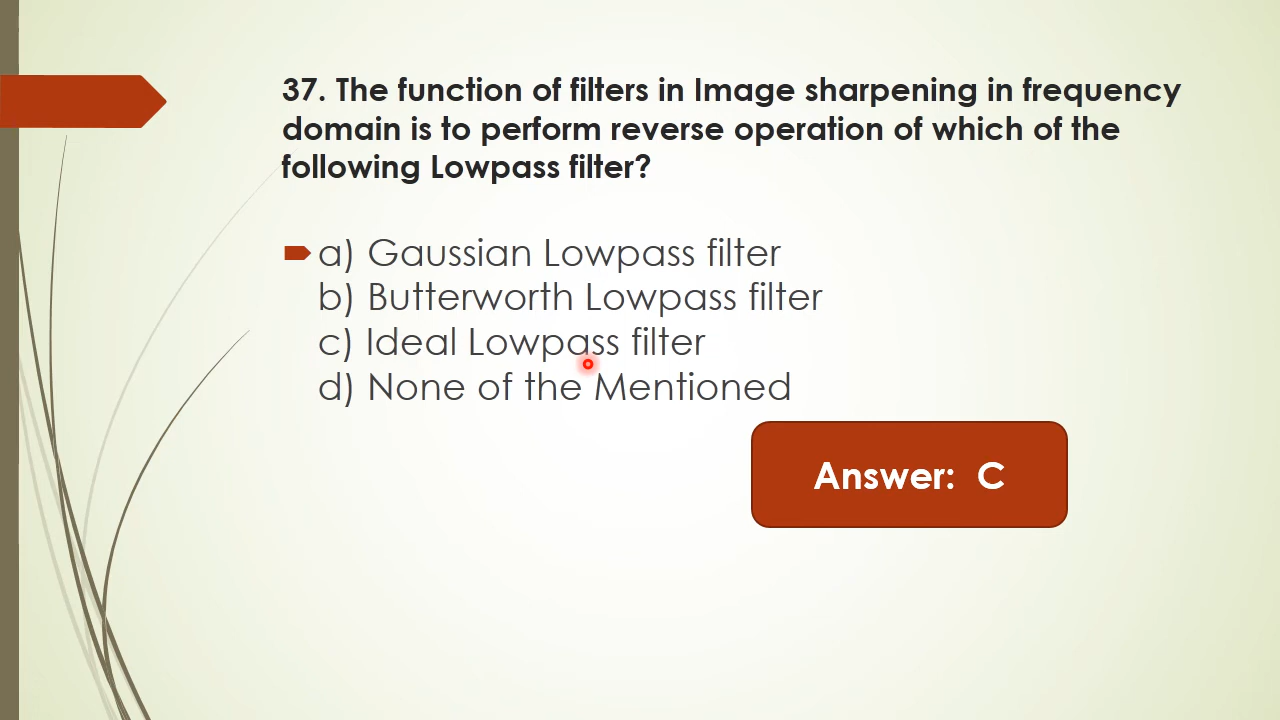 37. The function of filters in Image sharpening in frequency
domain is to perform reverse operation of which of the
following Lowpass filter?
a) Gaussian Lowpass filter
b) Butterworth Lowpass filter
c) Ideal Lowpass filter
d) None of the Mentioned
Answer: C